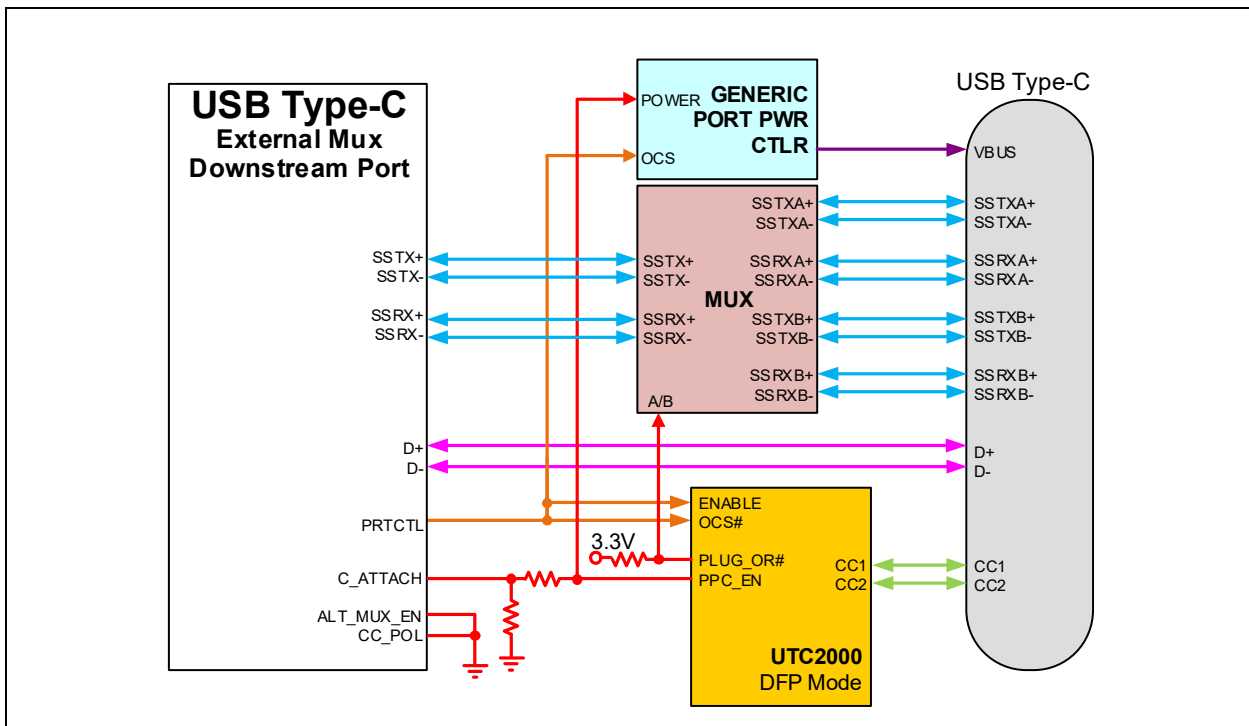 USB Type-C
External Mux
Downstream Port
SSTX+
SSTX-
SSRX+
SSRX-
D+
D-
PRTCTL
C_ATTACH
ALT_MUX_EN
CC_POL
3.3V
POWER
GENERIC
PORT PWR
CTLR
OCS
SSTXA+
SSTXA-
SSTX+
SSRXA+
SSTX-
SSRXA-
MUX
SSRX+
SSTXB+
SSRX-
SSTXB-
SSRXB+
SSRXB-
A/B
ENABLE
OCS#
PLUG_OR#
CC1
PPC_EN
CC2
UTC2000
DFP Mode
USB Type-C
VBUS
SSTXA+
SSTXA-
SSRXA+
SSRXA-
SSTXB+
SSTXB-
SSRXB+
SSRXB-
D+
D-
CC1
CC2